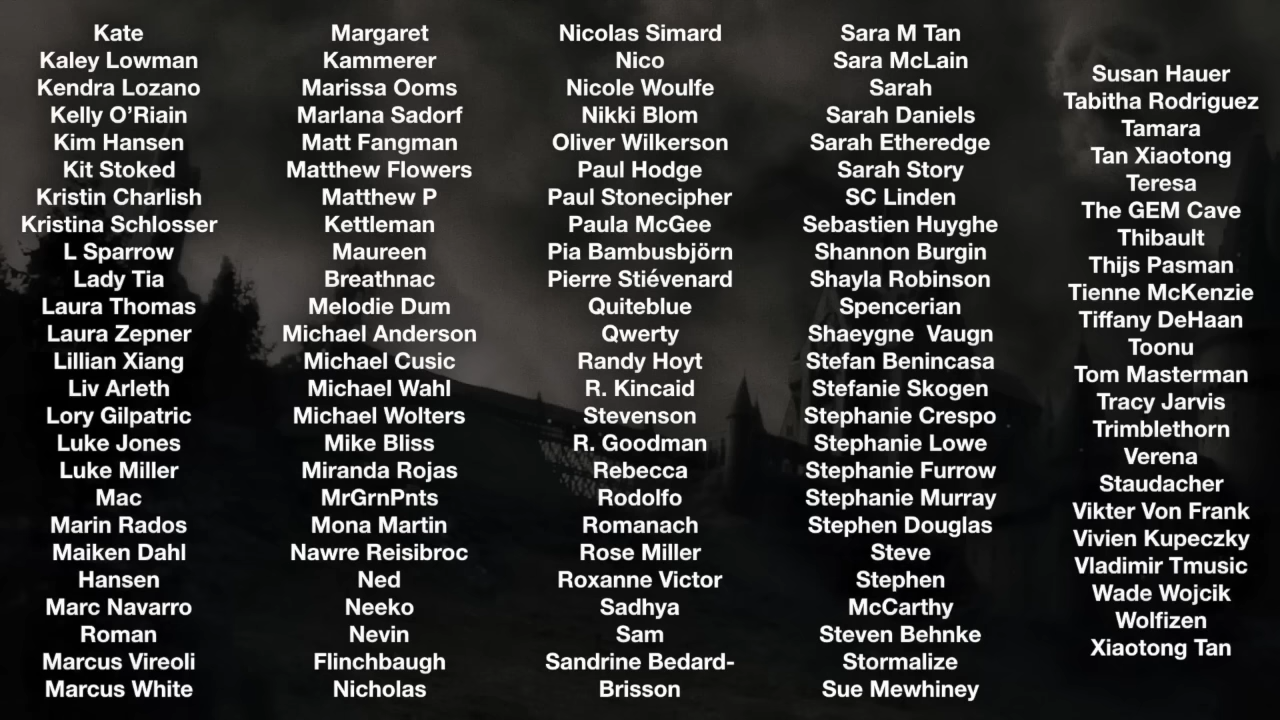 Kate
Kaley Lowman
Kendra Lozano
Kelly O’Riain
Kim Hansen
Kit Stoked
Kristin Charlish
Kristina Schlosser
L Sparrow
Lady Tia
Laura Thomas
Laura Zepner
Lillian Xiang
Liv Arleth
Lory Gilpatric
Luke Jones
Luke Miller
Mac
Marin Rados
Maiken Dahl
Hansen
Marc Navarro
Roman
Marcus Vireoli
Marcus White
Margaret
Kammerer
Marissa Ooms
Marlana Sadorf
Matt Fangman
Matthew Flowers
Matthew P
Kettleman
Maureen
Breathnac
Melodie Dum
Michael Anderson
Michael Cusic
Michael Wahl
Michael Wolters
Mike Bliss
Miranda Rojas
MrGrnPnts
Mona Martin
Nawre Reisibroc
Ned
Neeko
Nevin
Flinchbaugh
Nicholas
Nicolas Simard
Nico
Nicole Woulfe
Nikki Blom
Oliver Wilkerson
Paul Hodge
Paul Stonecipher
Paula McGee
Pia Bambusbjörn
Pierre Stiévenard
Quiteblue
Qwerty
Randy Hoyt
R. Kincaid
Stevenson
R. Goodman
Rebecca
Rodolfo
Romanach
Rose Miller
Roxanne Victor
Sadhya
Sam
Sandrine Bedard-
Brisson
Sara M Tan
Sara McLain
Sarah
Sarah Daniels
Sarah Etheredge
Sarah Story
SC Linden
Sebastien Huyghe
Shannon Burgin
Shayla Robinson
Spencerian
Shaeygne  Vaugn
Stefan Benincasa
Stefanie Skogen
Stephanie Crespo
Stephanie Lowe
Stephanie Furrow
Stephanie Murray
Stephen Douglas
Steve
Stephen
McCarthy
Steven Behnke
Stormalize
Sue Mewhiney
Susan Hauer
Tabitha Rodriguez
Tamara
Tan Xiaotong
Teresa
The GEM Cave
Thibault
Thijs Pasman
Tienne McKenzie
Tiffany DeHaan
Toonu
Tom Masterman
Tracy Jarvis
Trimblethorn
Verena
Staudacher
Vikter Von Frank
Vivien Kupeczky
Vladimir Tmusic
Wade Wojcik
Wolfizen
Xiaotong Tan